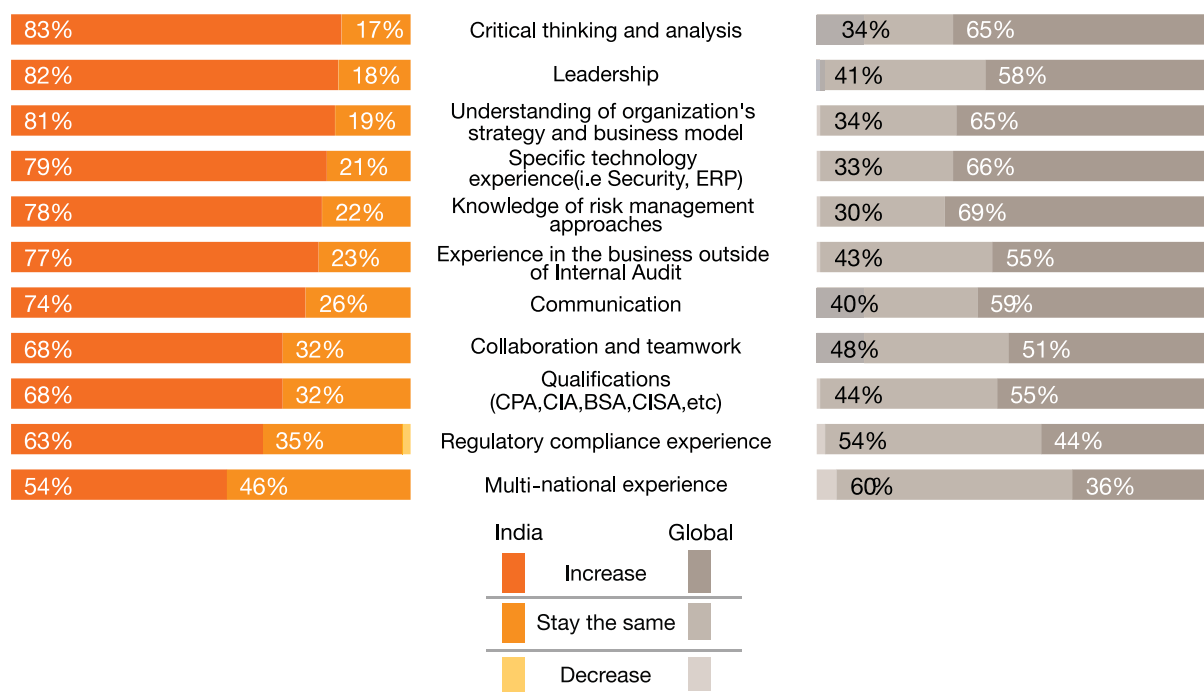 83% 17% Critical thinking and analysis 34% 65%
82% 18% Leadership 41% 58%
81% 19% Understanding of organization's strategy and business model 34% 65%
79% 21% Specific technology experience(i.e Security, ERP) 33% 66%
78% 22% Knowledge of risk management approaches 30% 69%
77% 23% Experience in the business outside of Internal Audit 43% 55%
74% 26% Communication 40% 59%
68% 32% Collaboration and teamwork 48% 51%
68% 32% Qualifications (CPA,CIA,BSA,CISA,etc) 44% 55%
63% 35% Regulatory compliance experience 54% 44%
54% 46% Multi-national experience 60% 36%
India Global
Increase
Stay the same
Decrease